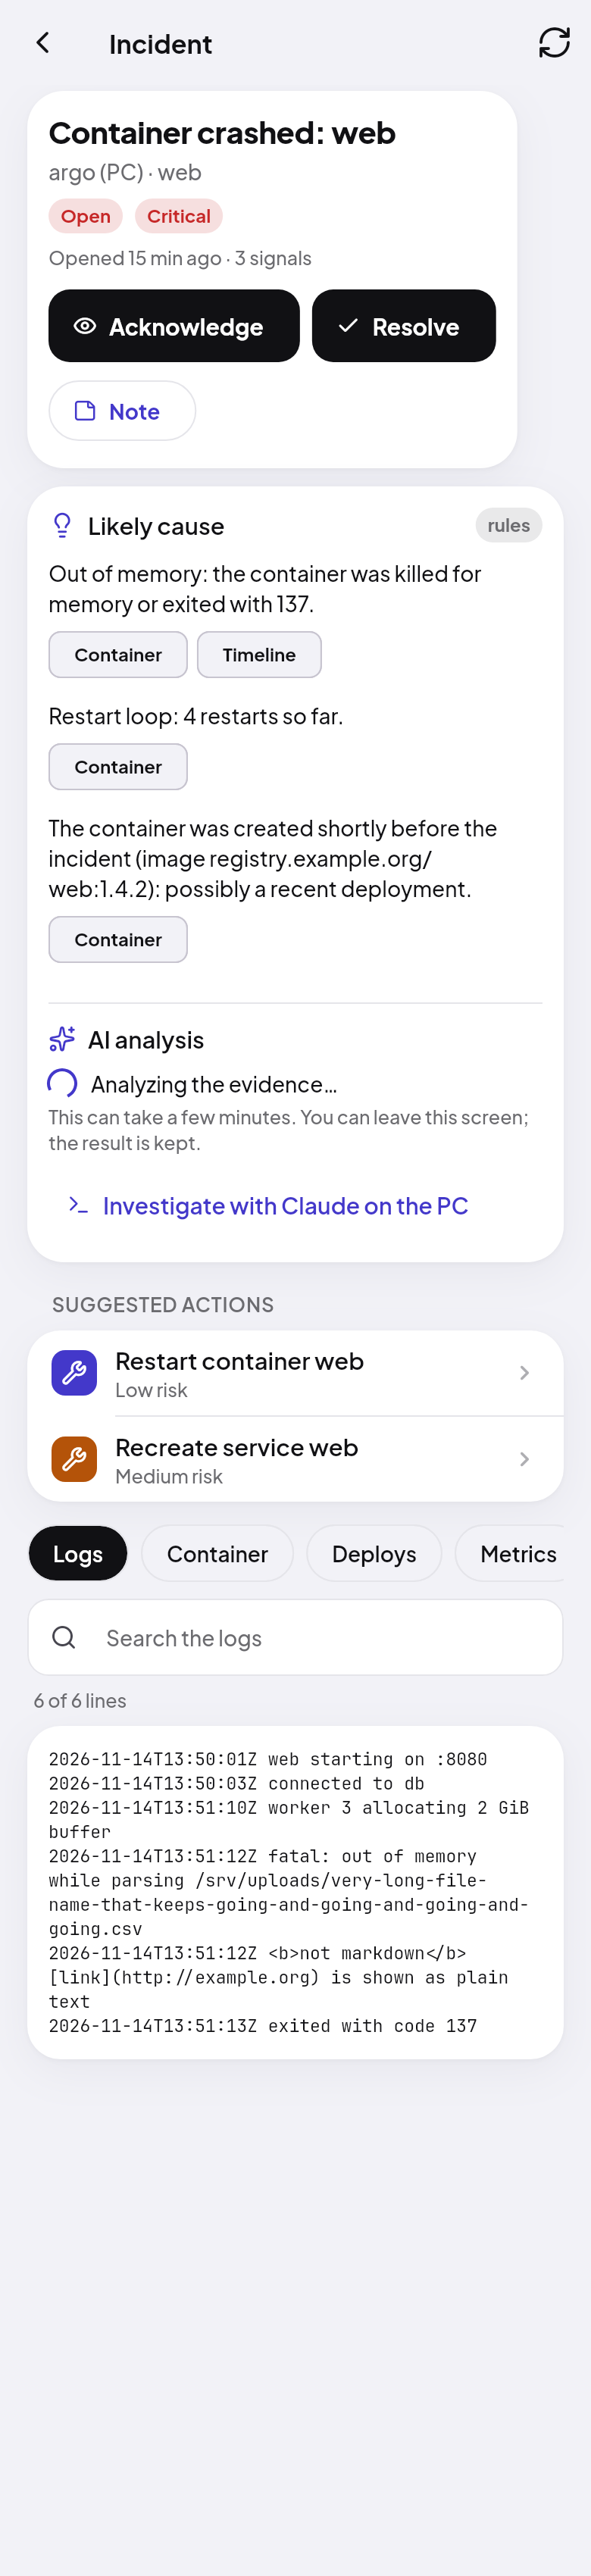 Incident
Container crashed: web
argo (PC) · web
Open Critical
Opened 15 min ago · 3 signals
Acknowledge Resolve
Note
Likely cause rules
Out of memory: the container was killed for
memory or exited with 137.
Container Timeline
Restart loop: 4 restarts so far.
Container
The container was created shortly before the
incident (image registry.example.org/
web:1.4.2): possibly a recent deployment.
Container
AI analysis
Analyzing the evidence…
This can take a few minutes. You can leave this screen;
the result is kept.
Investigate with Claude on the PC
SUGGESTED ACTIONS
Restart container web
Low risk
Recreate service web
Medium risk
Logs Container Deploys Metrics
Search the logs
6 of 6 lines
2026-11-14T13:50:01Z web starting on :8080
2026-11-14T13:50:03Z connected to db
2026-11-14T13:51:10Z worker 3 allocating 2 GiB
buffer
2026-11-14T13:51:12Z fatal: out of memory
while parsing /srv/uploads/very-long-file-
name-that-keeps-going-and-going-and-going-and-
going.csv
2026-11-14T13:51:12Z <b>not markdown</b>
[link](http://example.org) is shown as plain
text
2026-11-14T13:51:13Z exited with code 137